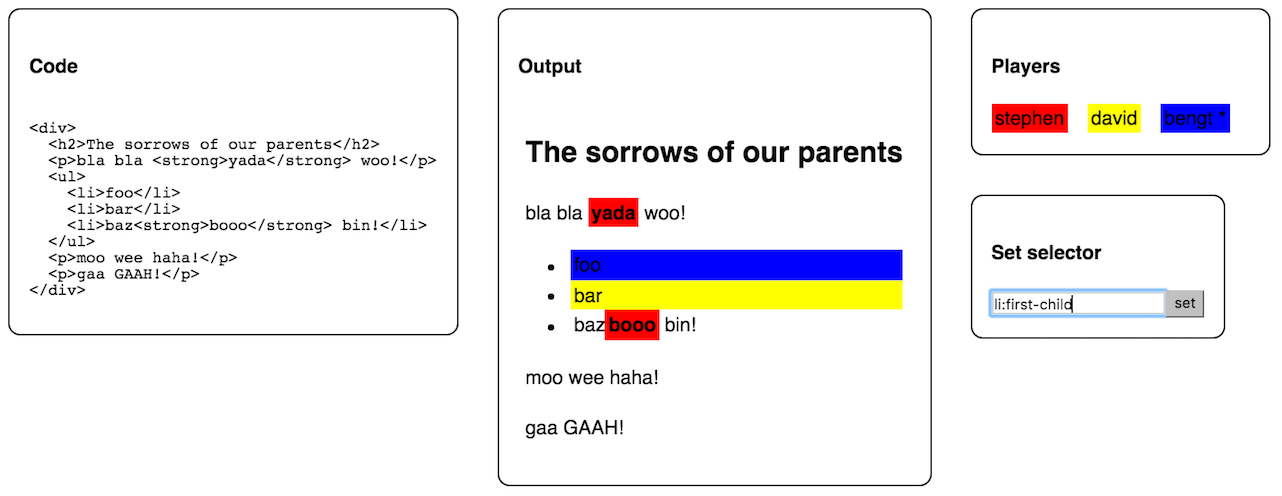 Code
<div>
  <h2>The sorrows of our parents</h2>
  <p>bla bla <strong>yada</strong> woo!</p>
  <ul>
    <li>foo</li>
    <li>bar</li>
    <li>baz<strong>booo</strong> bin!</li>
  </ul>
  <p>moo wee haha!</p>
  <p>gaa GAAH!</p>
</div>
Output
The sorrows of our parents
bla bla yada woo!
• foo
• bar
• bazbooo bin!
moo wee haha!
gaa GAAH!
Players
stephen david bengt *
Set selector
li:first-child set